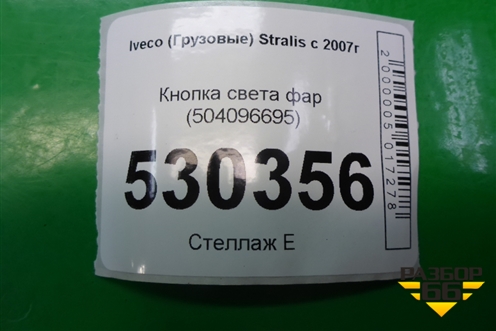 Iveco (Грузовые) Stralis с 2007г
Кнопка света фар
(504096695)
530356
Стеллаж Е
2000005017278
РАЗБОР
66